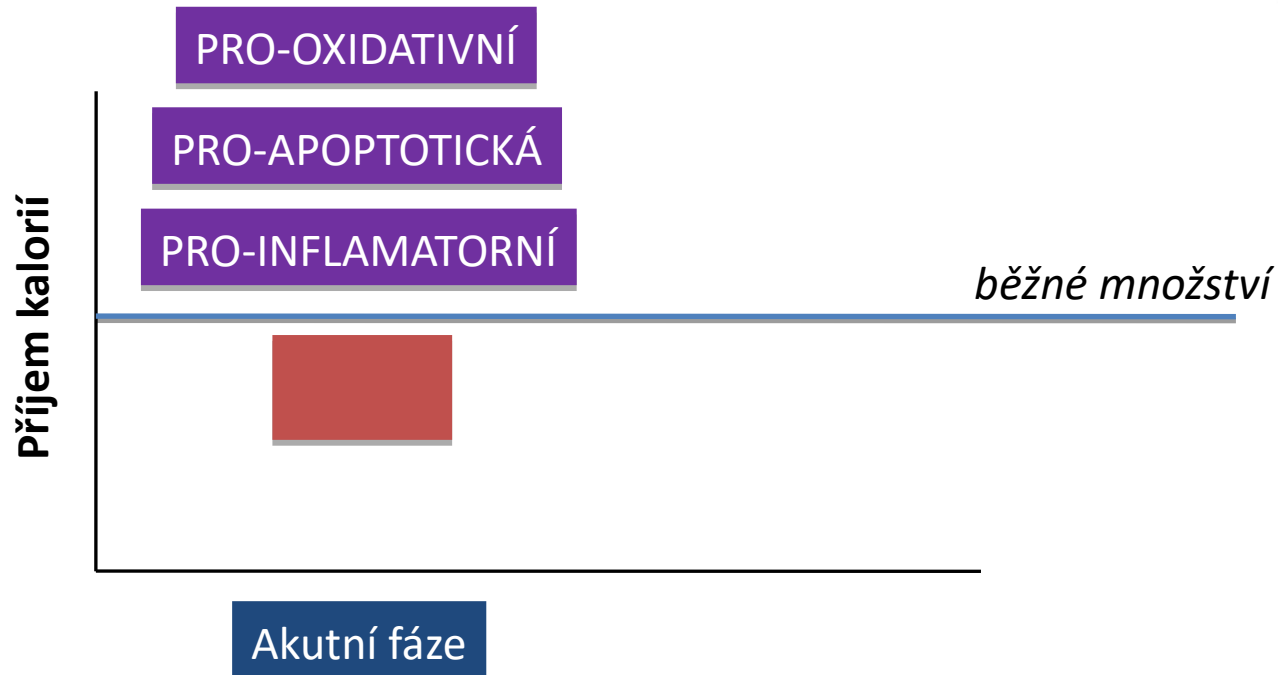 PRO-OXIDATIVNÍ
PRO-APOPTOTICKÁ
PRO-INFLAMATORNÍ
běžné množství
Příjem kalorií
Akutní fáze